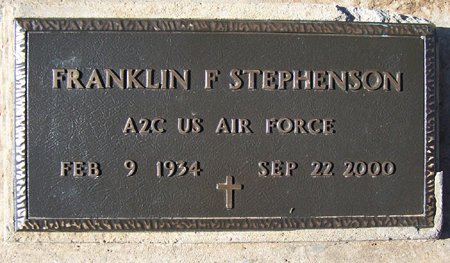 FRANKLIN F STEPHENSON
A2C US AIR FORCE
FEB 9 1934 SEP 22 2000